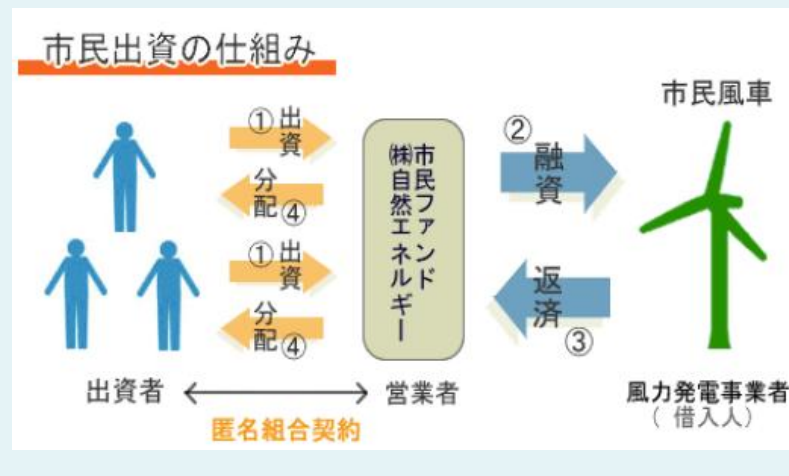 市民出資の仕組み
市民風車
①出資
分配④
①出資
分配④
㈱自然エネルギー
市民ファンド
②
融資
返済
③
出資者
営業者
匿名組合契約
風力発電事業者
（借入人）